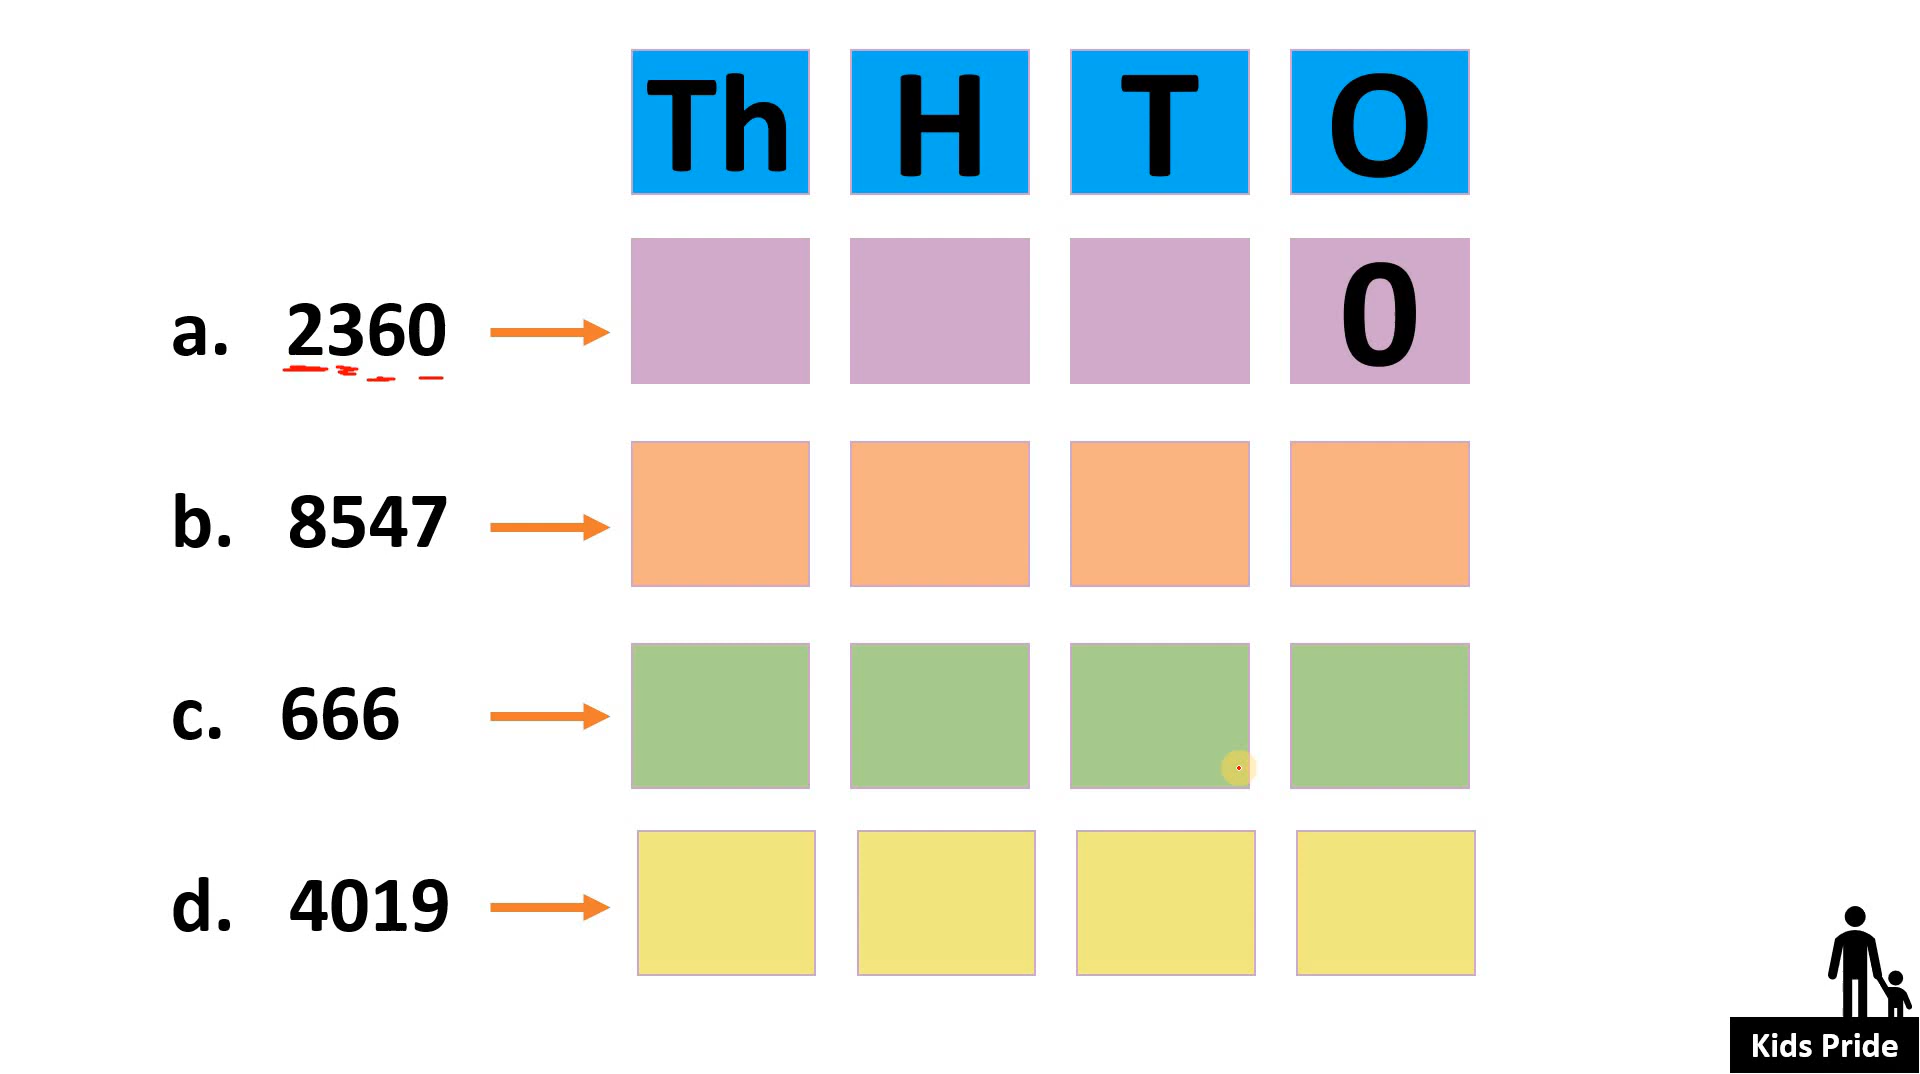 Th H T O
a. 2360 0
b. 8547
c. 666
d. 4019
Kids Pride